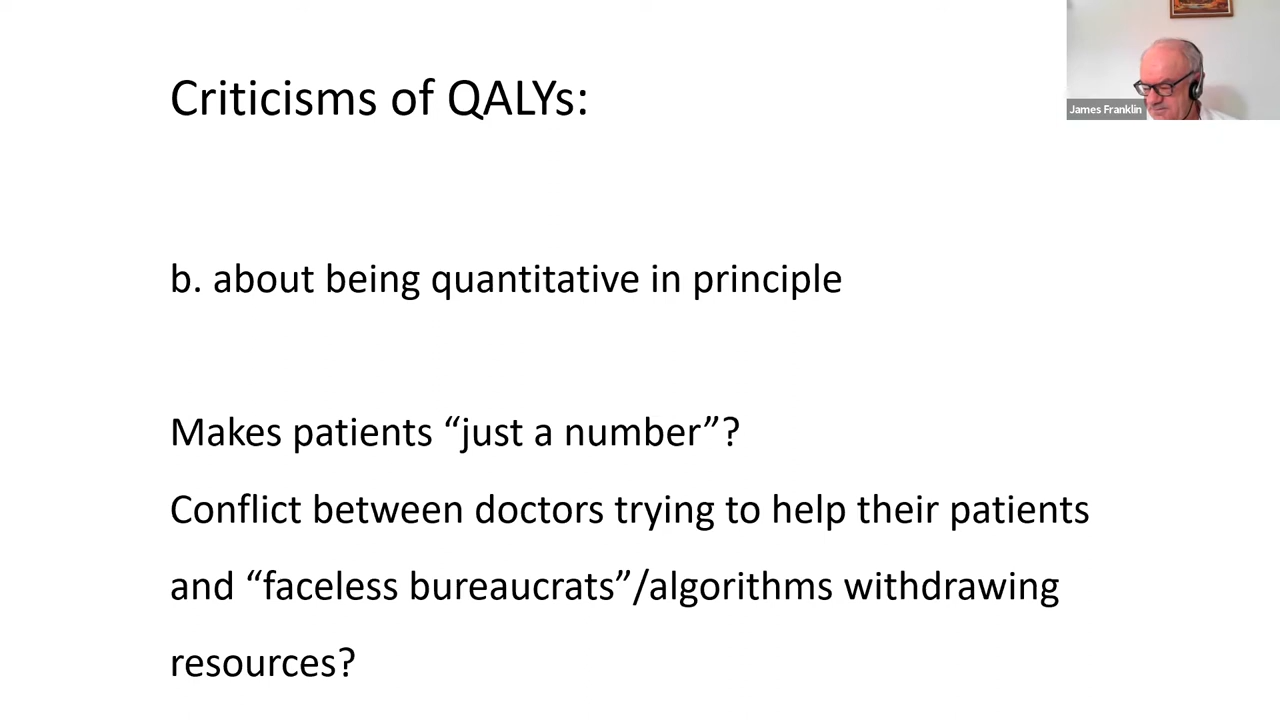 Criticisms of QALYs:
James Franklin
b. about being quantitative in principle
Makes patients “just a number”?
Conflict between doctors trying to help their patients
and “faceless bureaucrats”/algorithms withdrawing
resources?